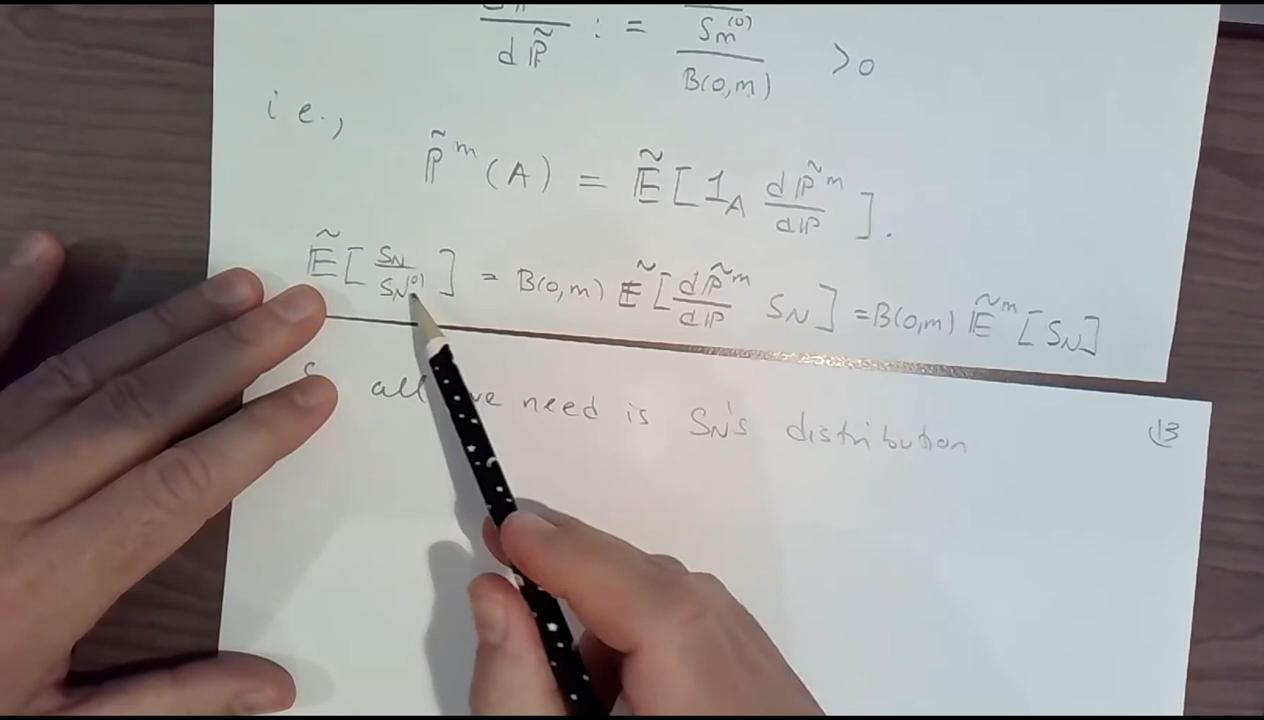 dP̃ := S_m^(0) / B(0,m) > 0
i.e.,
P̃^m (A) = Ẽ [ 1_A dP̃^m / dP ].
Ẽ [ S_N / S_N^(0) ] = B(0,m) Ẽ [ dP̃^m / dP S_N ] = B(0,m) Ẽ^m [ S_N ]
all we need is S_N's distribution
13